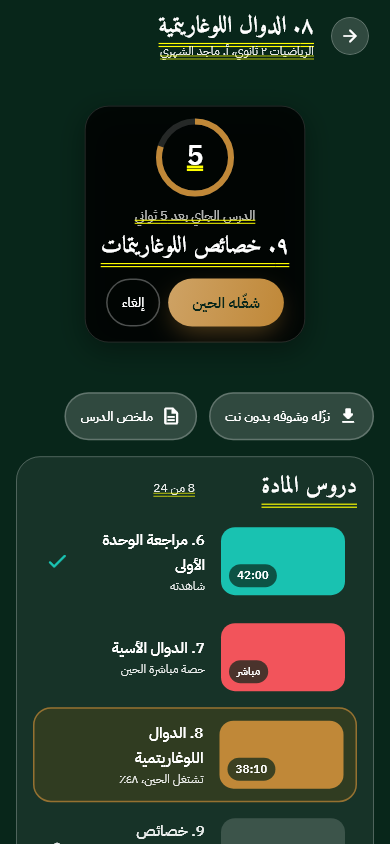 ٠٨ الدوال اللوغاريتمية
الرياضيات ٢ ثانوي، أ. ماجد الشهري
5
الدرس الجاي بعد 5 ثواني
٠٩ خصائص اللوغاريتمات
شغّله الحين
إلغاء
نزّله وشوفه بدون نت
ملخص الدرس
دروس المادة
8 من 24
42:00
6. مراجعة الوحدة
الأولى
شاهدته
مباشر
7. الدوال الأسية
حصة مباشرة الحين
38:10
8. الدوال
اللوغاريتمية
تشتغل الحين، ٤٨٪
9. خصائص